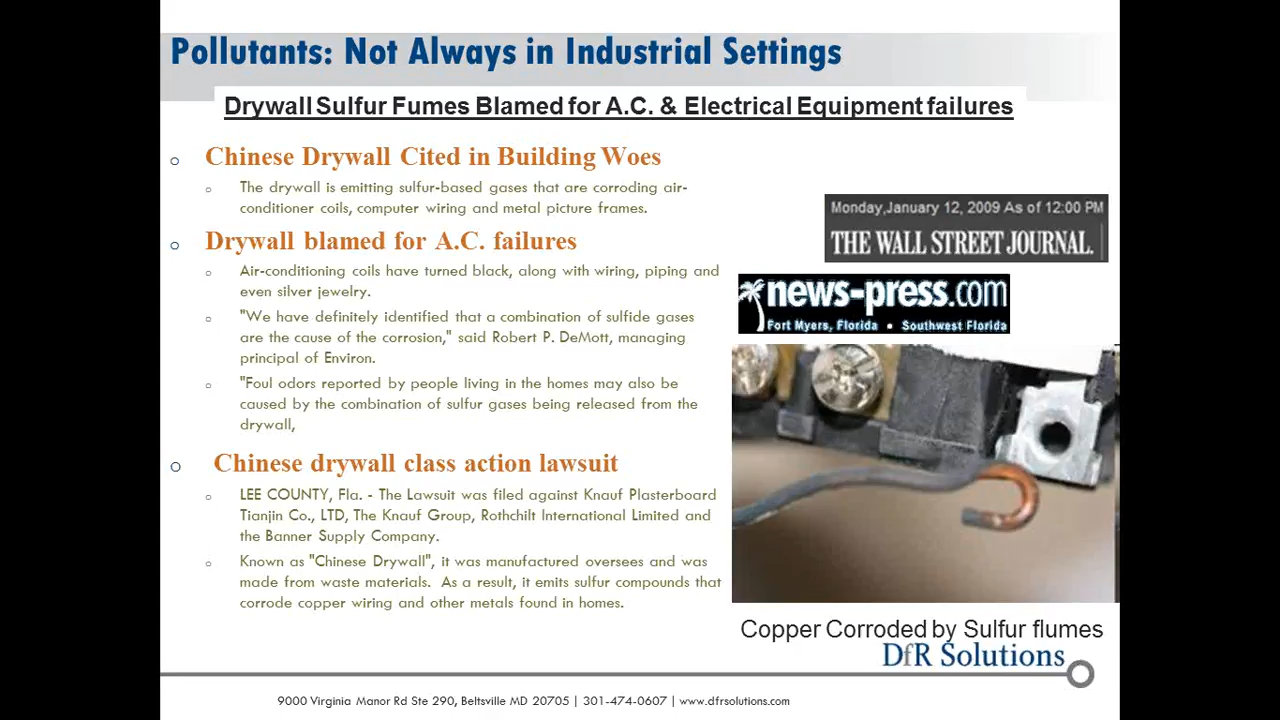 Pollutants: Not Always in Industrial Settings
Drywall Sulfur Fumes Blamed for A.C. & Electrical Equipment failures
o Chinese Drywall Cited in Building Woes
o The drywall is emitting sulfur-based gases that are corroding air-
conditioner coils, computer wiring and metal picture frames.
Monday,January 12, 2009 As of 12:00 PM
THE WALL STREET JOURNAL.
o Drywall blamed for A.C. failures
o Air-conditioning coils have turned black, along with wiring, piping and
even silver jewelry.
news-press.com
Fort Myers, Florida • Southwest Florida
o "We have definitely identified that a combination of sulfide gases
are the cause of the corrosion," said Robert P. DeMott, managing
principal of Environ.
o "Foul odors reported by people living in the homes may also be
caused by the combination of sulfur gases being released from the
drywall,
o Chinese drywall class action lawsuit
o LEE COUNTY, Fla. - The Lawsuit was filed against Knauf Plasterboard
Tianjin Co., LTD, The Knauf Group, Rothchilt International Limited and
the Banner Supply Company.
o Known as "Chinese Drywall", it was manufactured oversees and was
made from waste materials. As a result, it emits sulfur compounds that
corrode copper wiring and other metals found in homes.
Copper Corroded by Sulfur flumes
DfR Solutions
9000 Virginia Manor Rd Ste 290, Beltsville MD 20705 | 301-474-0607 | www.dfrsolutions.com